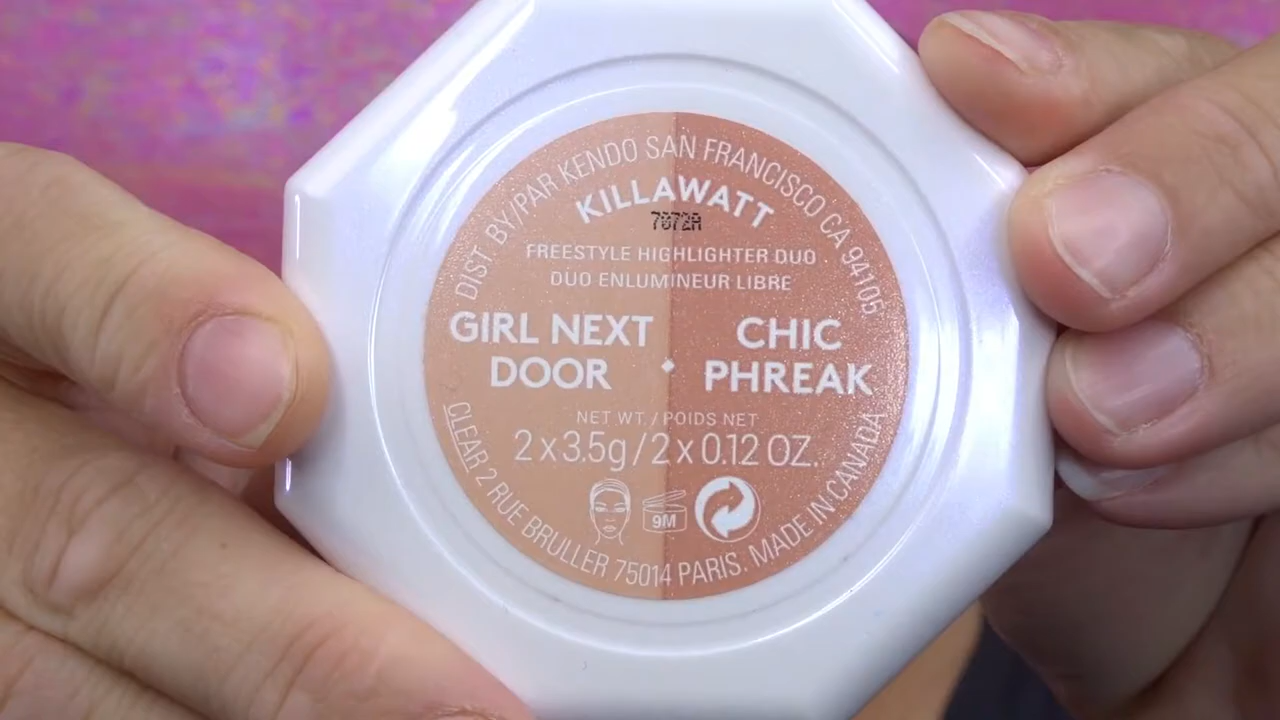 DIST. BY/PAR KENDO SAN FRANCISCO CA 94105
KILLAWATT
7072A
FREESTYLE HIGHLIGHTER DUO
DUO ENLUMINEUR LIBRE
GIRL NEXT DOOR
CHIC PHREAK
NET WT. / POIDS NET
2 x 3.5g / 2 x 0.12 OZ.
9M
CLEAR 2 RUE BRULLER 75014 PARIS. MADE IN CANADA